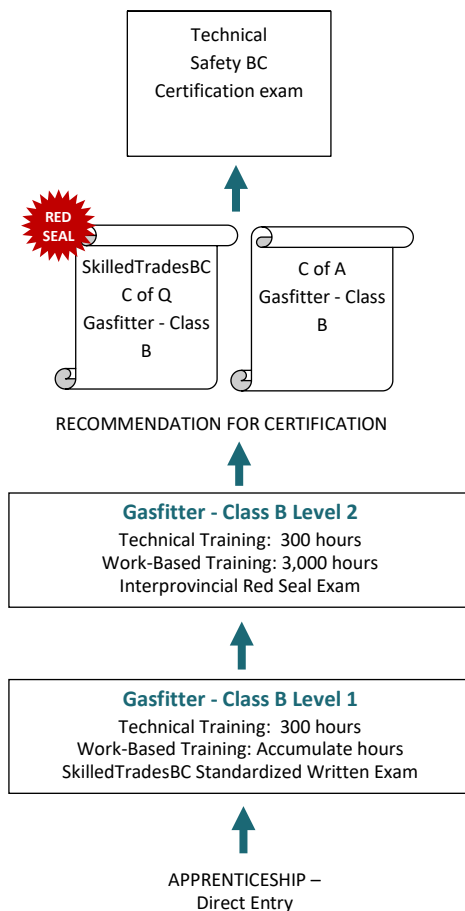 Technical
Safety BC
Certification exam
RED
SEAL
SkilledTradesBC
C of Q
Gasfitter - Class
B
C of A
Gasfitter - Class
B
RECOMMENDATION FOR CERTIFICATION
Gasfitter - Class B Level 2
Technical Training: 300 hours
Work-Based Training: 3,000 hours
Interprovincial Red Seal Exam
Gasfitter - Class B Level 1
Technical Training: 300 hours
Work-Based Training: Accumulate hours
SkilledTradesBC Standardized Written Exam
APPRENTICESHIP –
Direct Entry